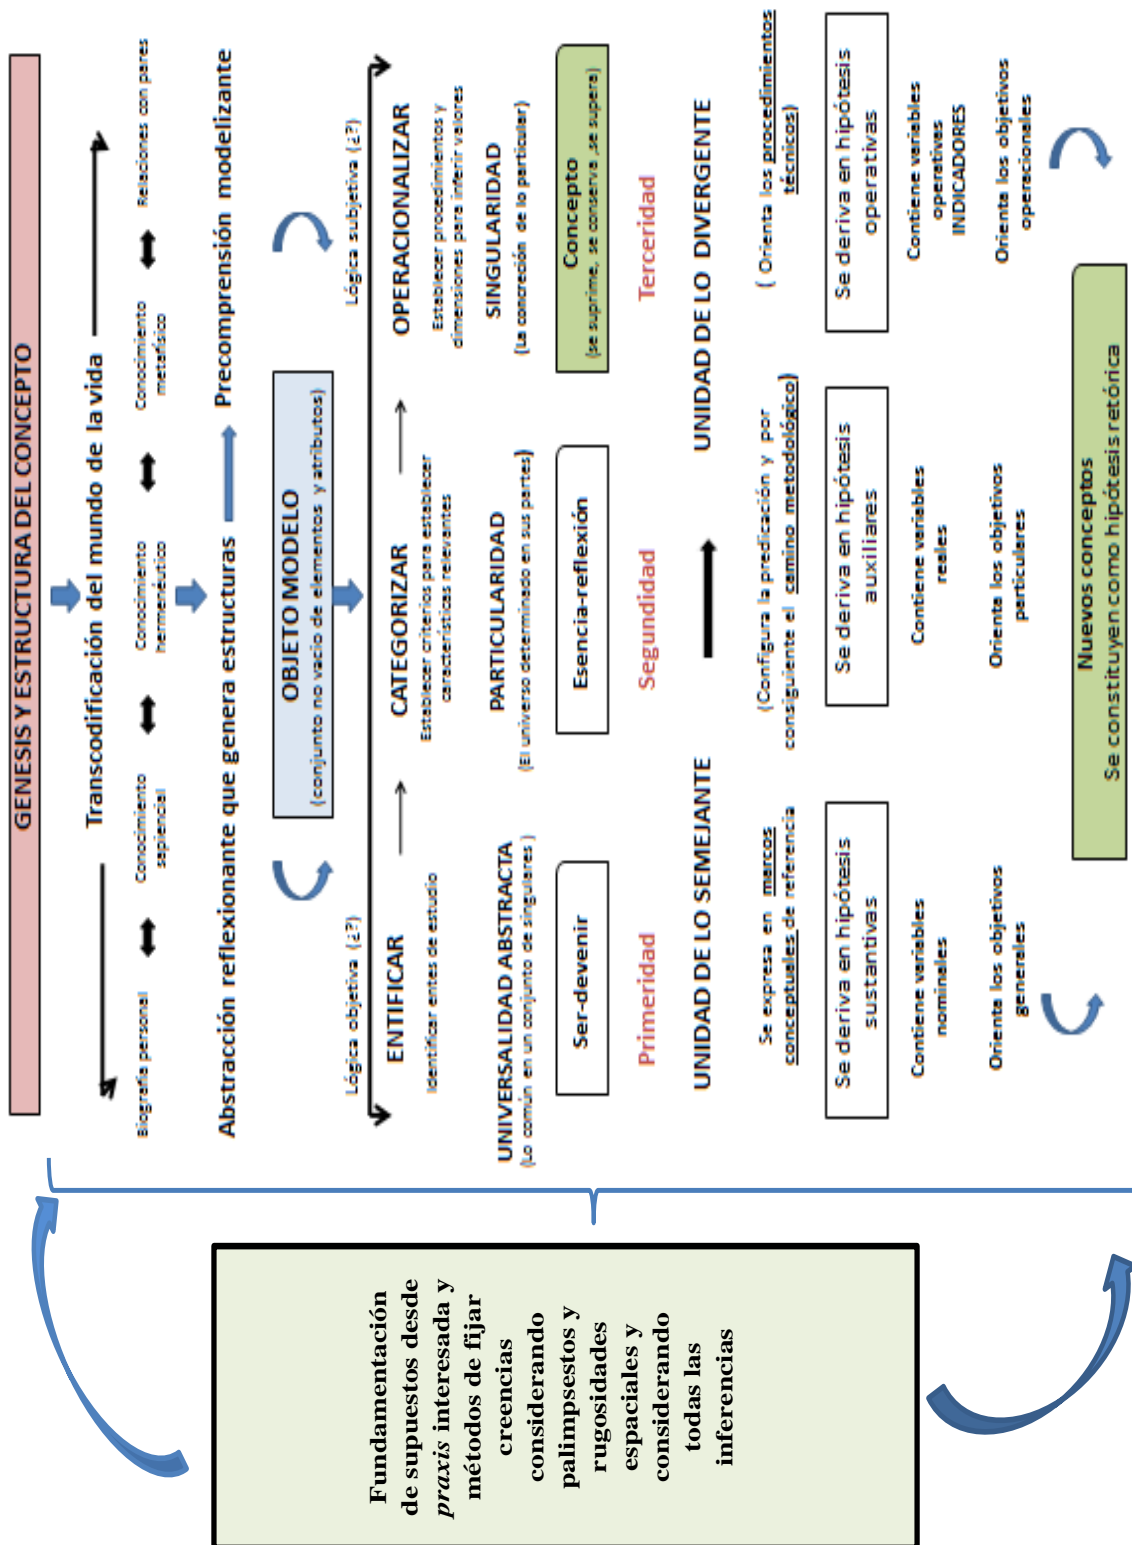 GENESIS Y ESTRUCTURA DEL CONCEPTO
Transcodificación del mundo de la vida
Biografía personal
Conocimiento
sapiencial
Conocimiento
hermenéutico
Conocimiento
metafísico
Relaciones con pares
Abstracción reflexionante que genera estructuras
Precomprensión modelizante
OBJETO MODELO
(conjunto no vacio de elementos y atributos)
Lógica objetiva (¿?)
Lógica subjetiva (¿?)
ENTIFICAR
Identificar entes de estudio
CATEGORIZAR
Establecer criterios para establecer
características relevantes
OPERACIONALIZAR
Establecer procedimientos y
dimensiones para inferir valores
UNIVERSALIDAD ABSTRACTA
(Lo común en un conjunto de singulares )
PARTICULARIDAD
(El universo determinado en sus partes)
SINGULARIDAD
(La concreción de lo particular)
Ser-devenir
Esencia-reflexión
Concepto
(se suprime, se conserva ,se supera)
Primeridad
Segundidad
Terceridad
UNIDAD DE LO SEMEJANTE
UNIDAD DE LO DIVERGENTE
Se expresa en marcos
conceptuales de referencia
(Configura la predicación y por
consiguiente el camino metodológico)
( Orienta los procedimientos
técnicos)
Se deriva en hipótesis
sustantivas
Se deriva en hipótesis
auxiliares
Se deriva en hipótesis
operativas
Contiene variables
nominales
Contiene variables
reales
Contiene variables
operativas
INDICADORES
Orienta los objetivos
generales
Orienta los objetivos
particulares
Orienta los objetivos
operacionales
Nuevos conceptos
Se constituyen como hipótesis retórica
Fundamentación
de supuestos desde
praxis interesada y
métodos de fijar
creencias
considerando
palimpsestos y
rugosidades
espaciales y
considerando
todas las
inferencias